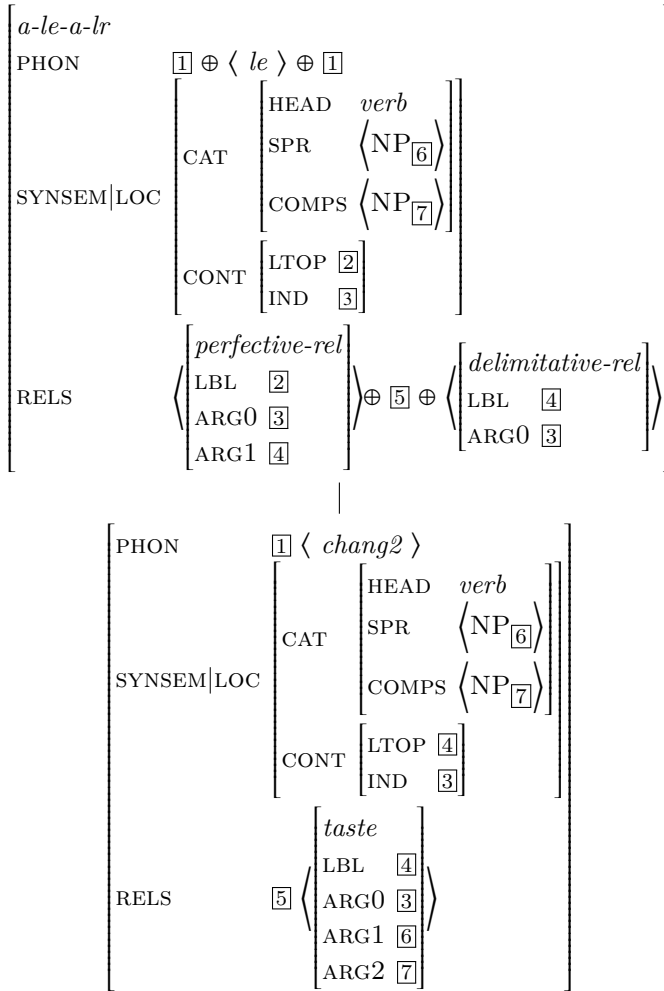 a-le-a-lr
PHON 1 ⊕ ⟨ le ⟩ ⊕ 1
HEAD verb
SPR ⟨NP6⟩
CAT
COMPS ⟨NP7⟩
SYNSEM|LOC
LTOP 2
CONT
IND 3
perfective-rel
LBL 2
ARG0 3
ARG1 4
RELS ⊕ 5 ⊕
delimitative-rel
LBL 4
ARG0 3
PHON 1 ⟨ chang2 ⟩
HEAD verb
SPR ⟨NP6⟩
CAT
COMPS ⟨NP7⟩
SYNSEM|LOC
LTOP 4
CONT
IND 3
taste
LBL 4
RELS 5
ARG0 3
ARG1 6
ARG2 7